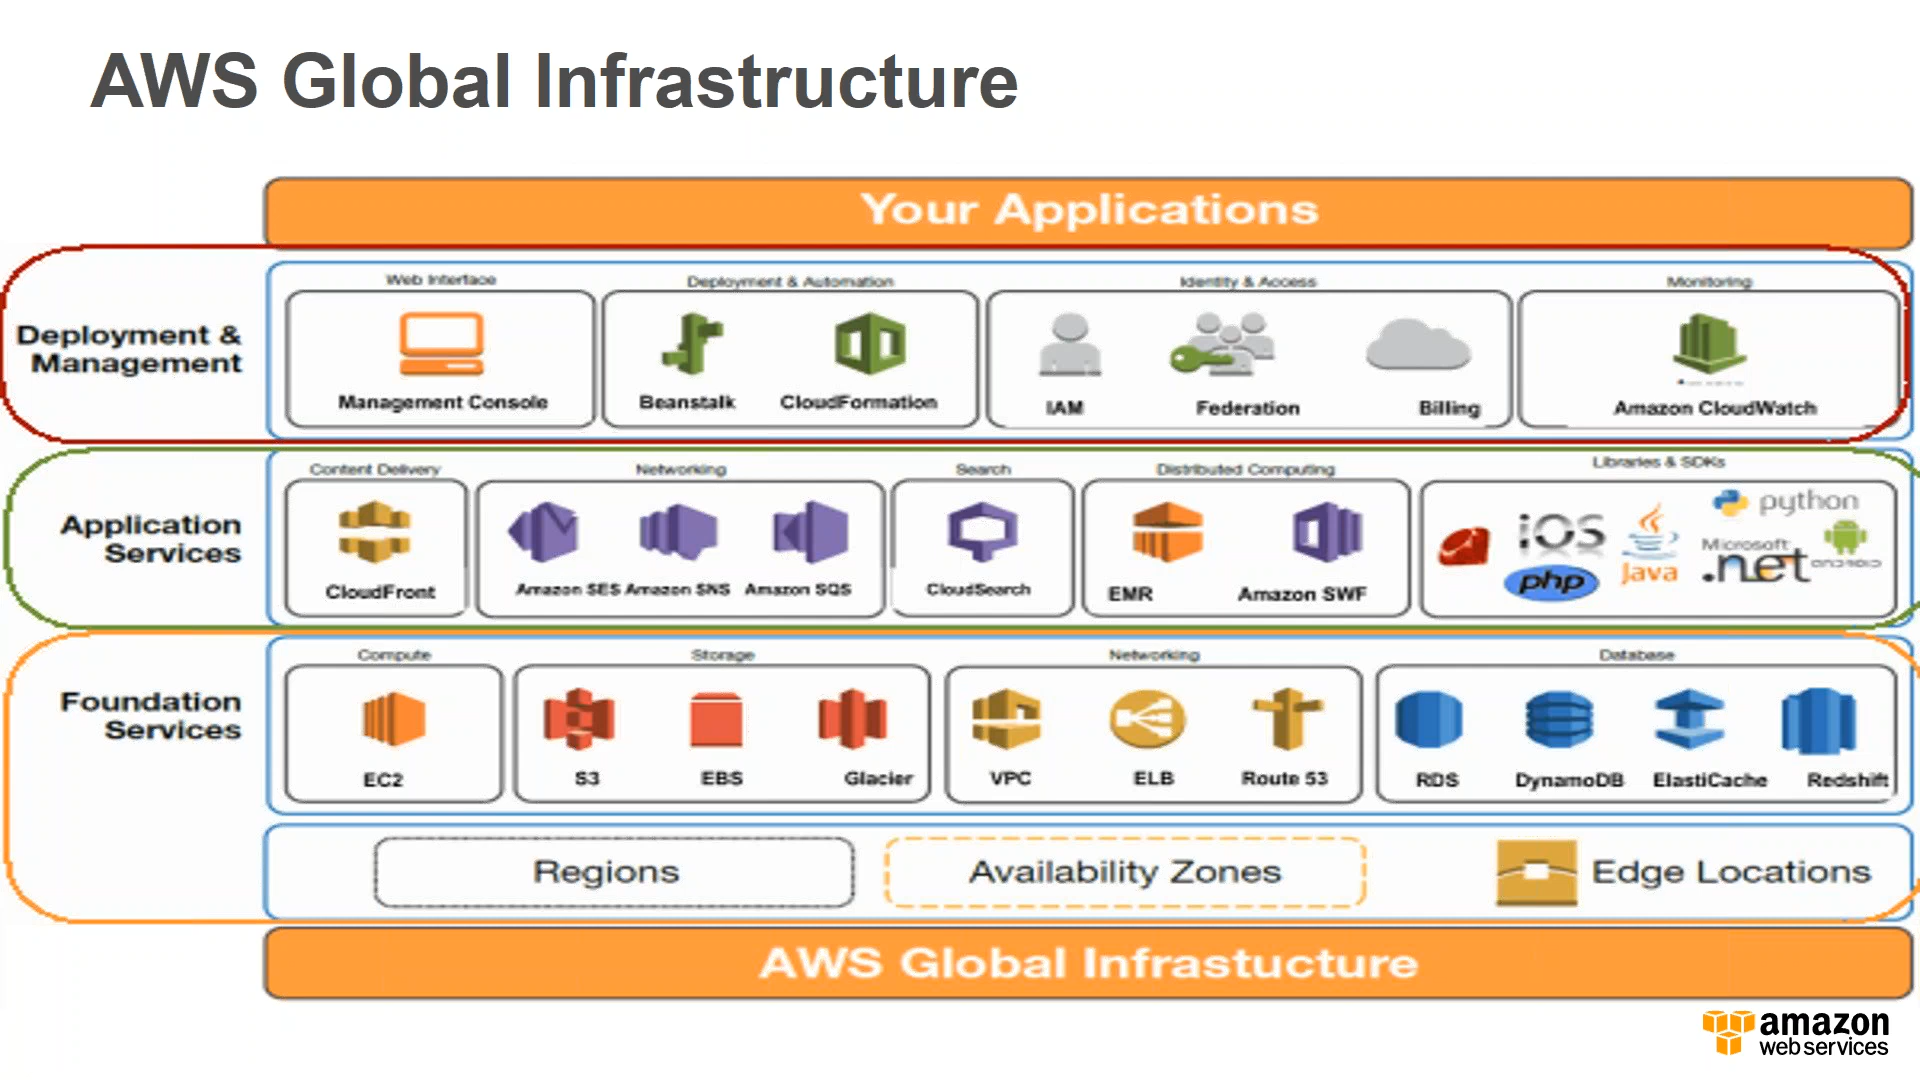 AWS Global Infrastructure
Your Applications
Deployment &
Management
Web Interface
Management Console
Deployment & Automation
Beanstalk
CloudFormation
Identity & Access
IAM
Federation
Billing
Monitoring
Amazon CloudWatch
Application
Services
Content Delivery
CloudFront
Networking
Amazon SES
Amazon SNS
Amazon SQS
Search
CloudSearch
Distributed Computing
EMR
Amazon SWF
Libraries & SDKs
iOS
php
Java
python
Microsoft
.net
ANDROID
Foundation
Services
Compute
EC2
Storage
S3
EBS
Glacier
Networking
VPC
ELB
Route 53
Database
RDS
DynamoDB
ElastiCache
Redshift
Regions
Availability Zones
Edge Locations
AWS Global Infrastucture
amazon
web services